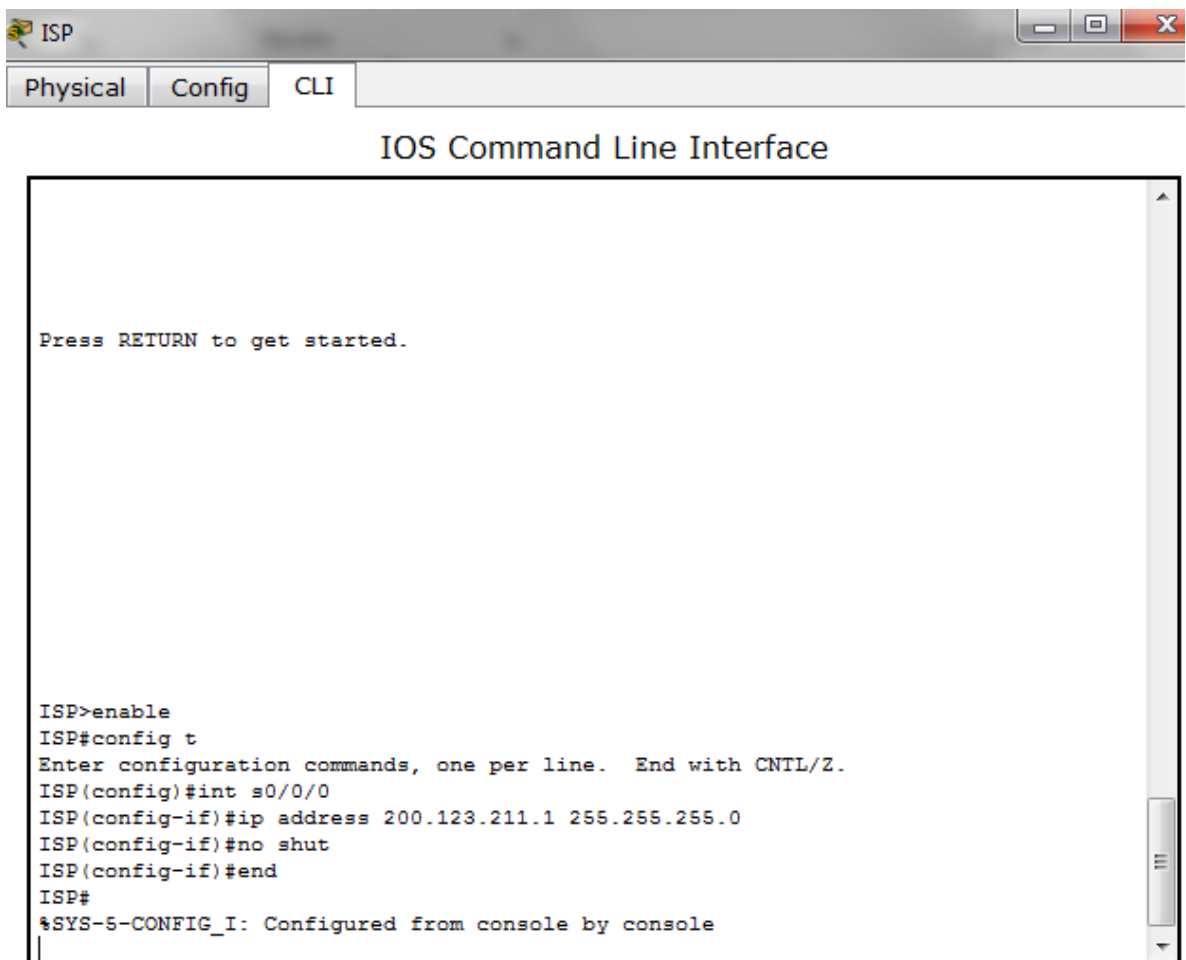 ISP
Physical Config CLI
IOS Command Line Interface
Press RETURN to get started.
ISP>enable
ISP#config t
Enter configuration commands, one per line.  End with CNTL/Z.
ISP(config)#int s0/0/0
ISP(config-if)#ip address 200.123.211.1 255.255.255.0
ISP(config-if)#no shut
ISP(config-if)#end
ISP#
%SYS-5-CONFIG_I: Configured from console by console